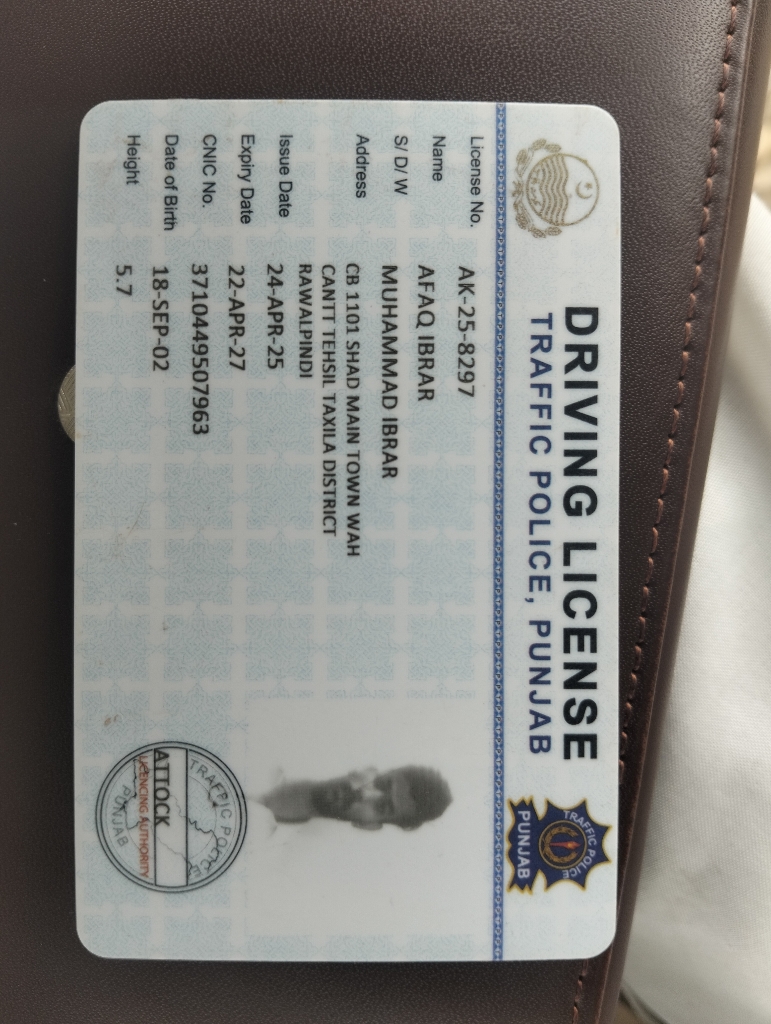 DRIVING LICENSE
TRAFFIC POLICE, PUNJAB
TRAFFIC POLICE
PUNJAB
License No. AK-25-8297
Name AFAQ IBRAR
S/ D/ W MUHAMMAD IBRAR
Address CB 1101 SHAD MAIN TOWN WAH
CANTT TEHSIL TAXILA DISTRICT
RAWALPINDI
Issue Date 24-APR-25
Expiry Date 22-APR-27
CNIC No. 3710449507963
Date of Birth 18-SEP-02
Height 5.7
TRAFFIC POLICE
ATTOCK
LICENCING AUTHORITY
PUNJAB